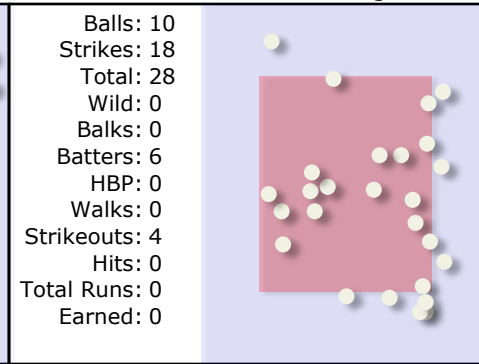 Balls: 10
Strikes: 18
Total: 28
Wild: 0
Balks: 0
Batters: 6
HBP: 0
Walks: 0
Strikeouts: 4
Hits: 0
Total Runs: 0
Earned: 0